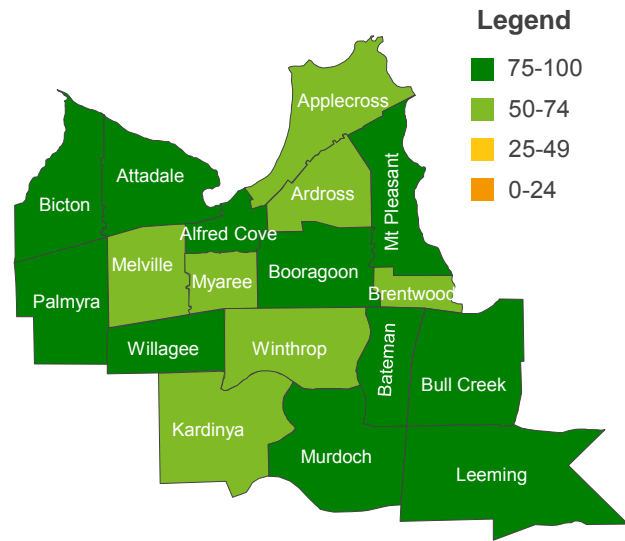 Legend
75-100
50-74
25-49
0-24
Applecross
Attadale
Ardross
Bicton
Mt Pleasant
Alfred Cove
Melville
Myaree
Booragoon
Brentwood
Palmyra
Willagee
Winthrop
Bateman
Bull Creek
Kardinya
Murdoch
Leeming